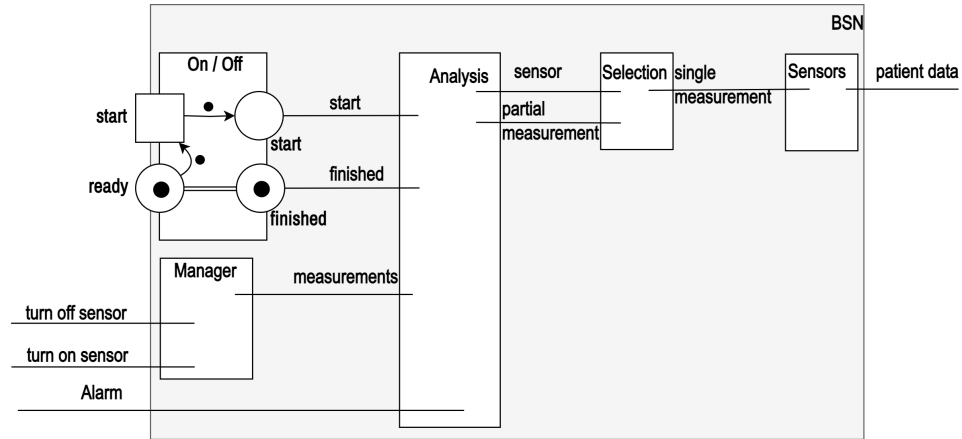 BSN
On / Off
Analysis
sensor
Selection
single
measurement
Sensors
patient data
start
start
start
partial
measurement
ready
finished
finished
Manager
measurements
turn off sensor
turn on sensor
Alarm